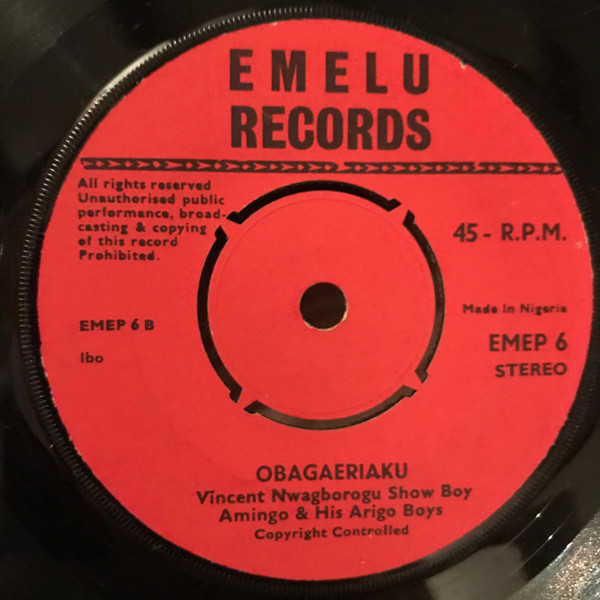 EMELU
RECORDS
All rights reserved
Unauthorised public
performance, broad-
casting & copying
of this record
Prohibited.
45 - R.P.M.
Made In Nigeria
EMEP 6 B
EMEP 6
Ibo
STEREO
OBAGAERIAKU
Vincent Nwagborogu Show Boy
Amingo & His Arigo Boys
Copyright Controlled